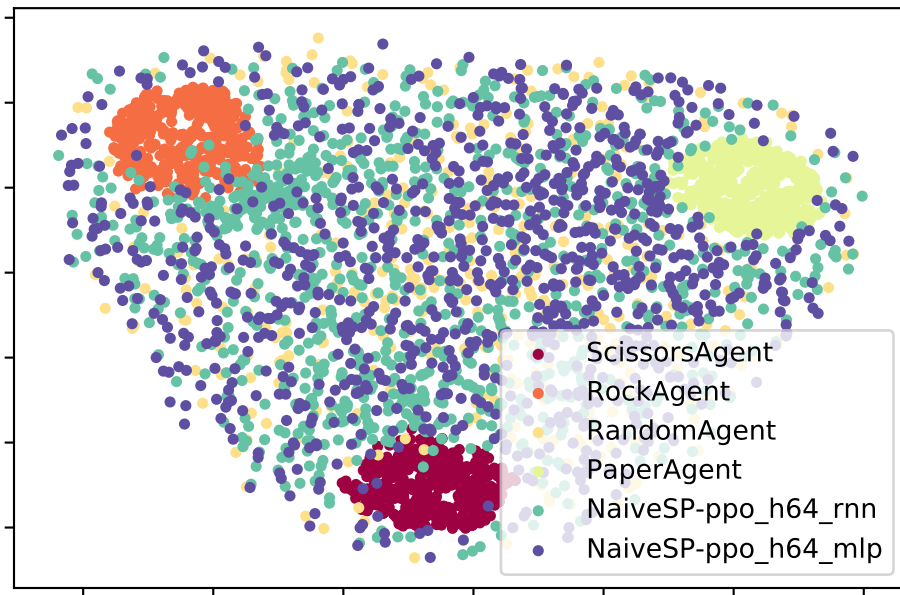 ScissorsAgent
RockAgent
RandomAgent
PaperAgent
NaiveSP-ppo_h64_rnn
NaiveSP-ppo_h64_mlp